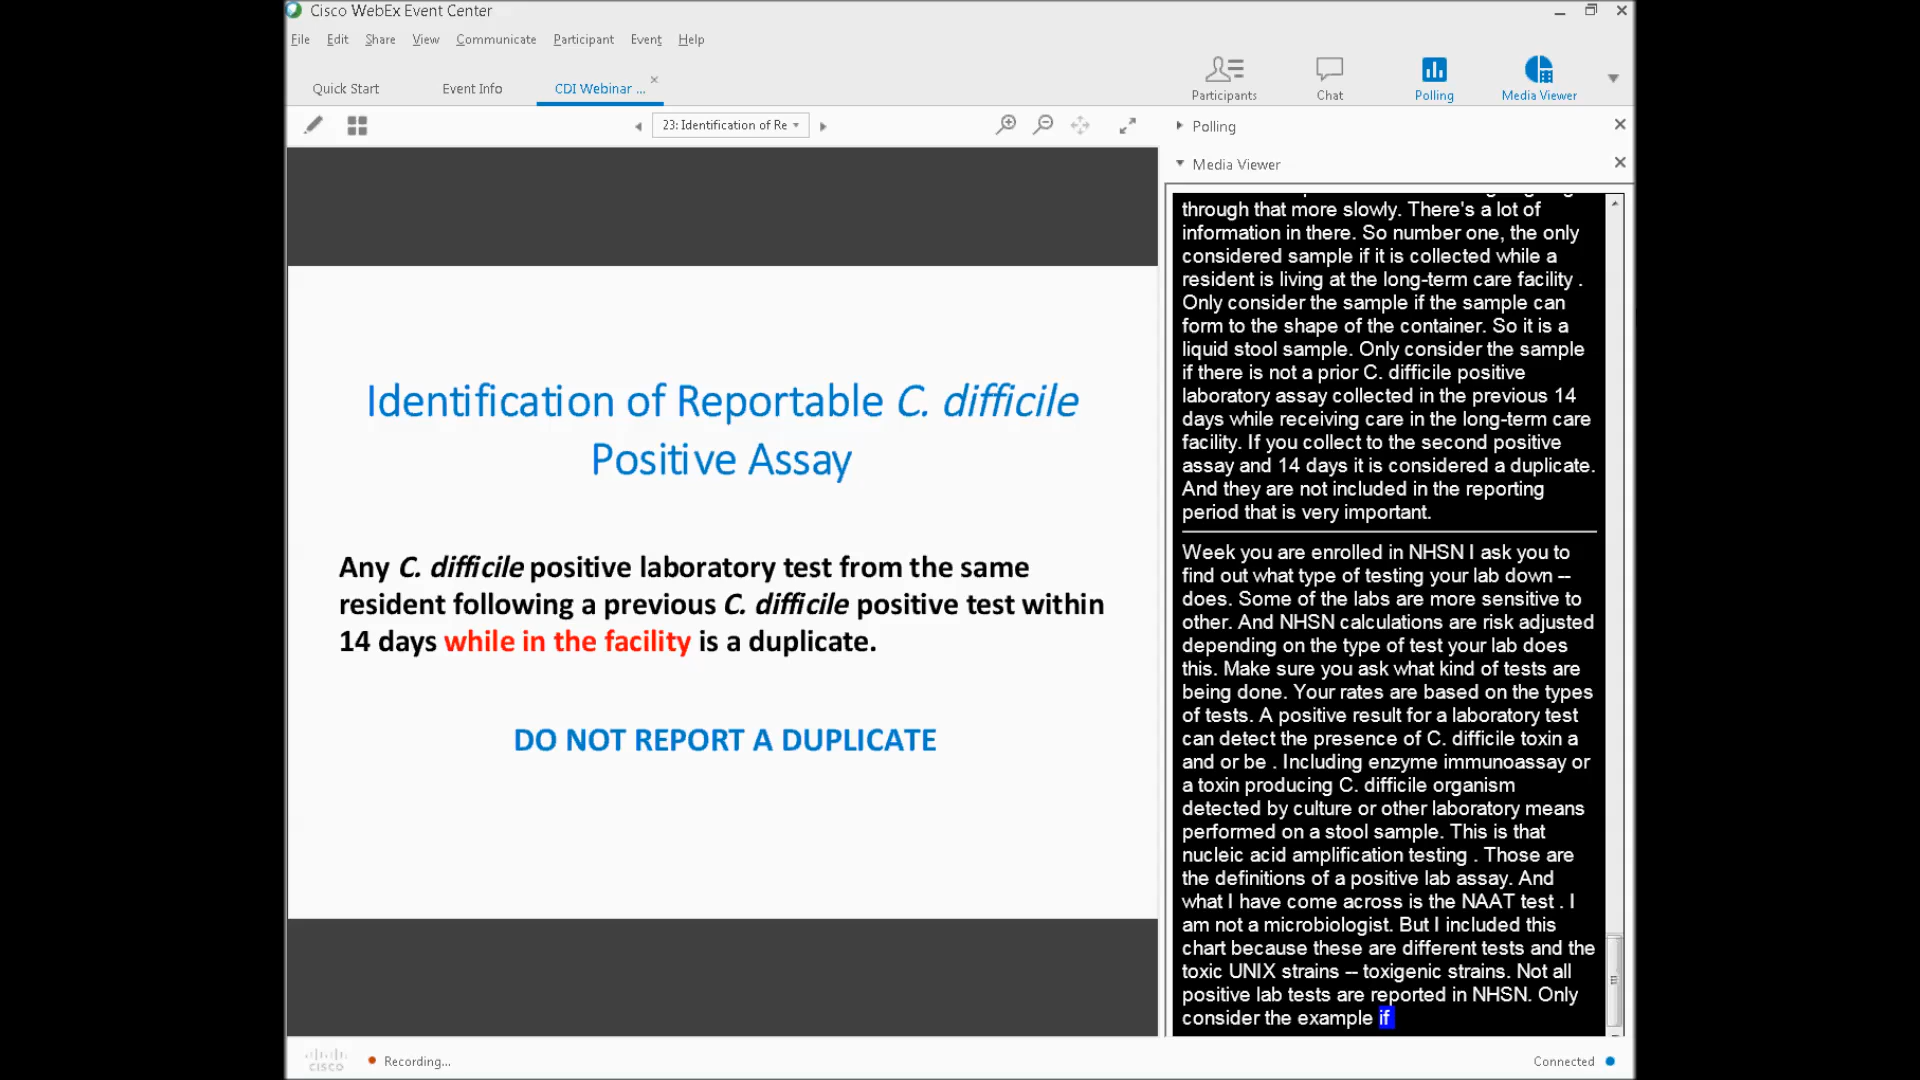 Cisco WebEx Event Center
File Edit Share View Communicate Participant Event Help
Quick Start Event Info CDI Webinar ...
Participants Chat Polling Media Viewer
23: Identification of Re
Polling
Media Viewer
Identification of Reportable C. difficile
Positive Assay
Any C. difficile positive laboratory test from the same
resident following a previous C. difficile positive test within
14 days while in the facility is a duplicate.
DO NOT REPORT A DUPLICATE
through that more slowly. There's a lot of
information in there. So number one, the only
considered sample if it is collected while a
resident is living at the long-term care facility .
Only consider the sample if the sample can
form to the shape of the container. So it is a
liquid stool sample. Only consider the sample
if there is not a prior C. difficile positive
laboratory assay collected in the previous 14
days while receiving care in the long-term care
facility. If you collect to the second positive
assay and 14 days it is considered a duplicate.
And they are not included in the reporting
period that is very important.
Week you are enrolled in NHSN I ask you to
find out what type of testing your lab down --
does. Some of the labs are more sensitive to
other. And NHSN calculations are risk adjusted
depending on the type of test your lab does
this. Make sure you ask what kind of tests are
being done. Your rates are based on the types
of tests. A positive result for a laboratory test
can detect the presence of C. difficile toxin a
and or be . Including enzyme immunoassay or
a toxin producing C. difficile organism
detected by culture or other laboratory means
performed on a stool sample. This is that
nucleic acid amplification testing . Those are
the definitions of a positive lab assay. And
what I have come across is the NAAT test . I
am not a microbiologist. But I included this
chart because these are different tests and the
toxic UNIX strains -- toxigenic strains. Not all
positive lab tests are reported in NHSN. Only
consider the example if
cisco
Recording...
Connected